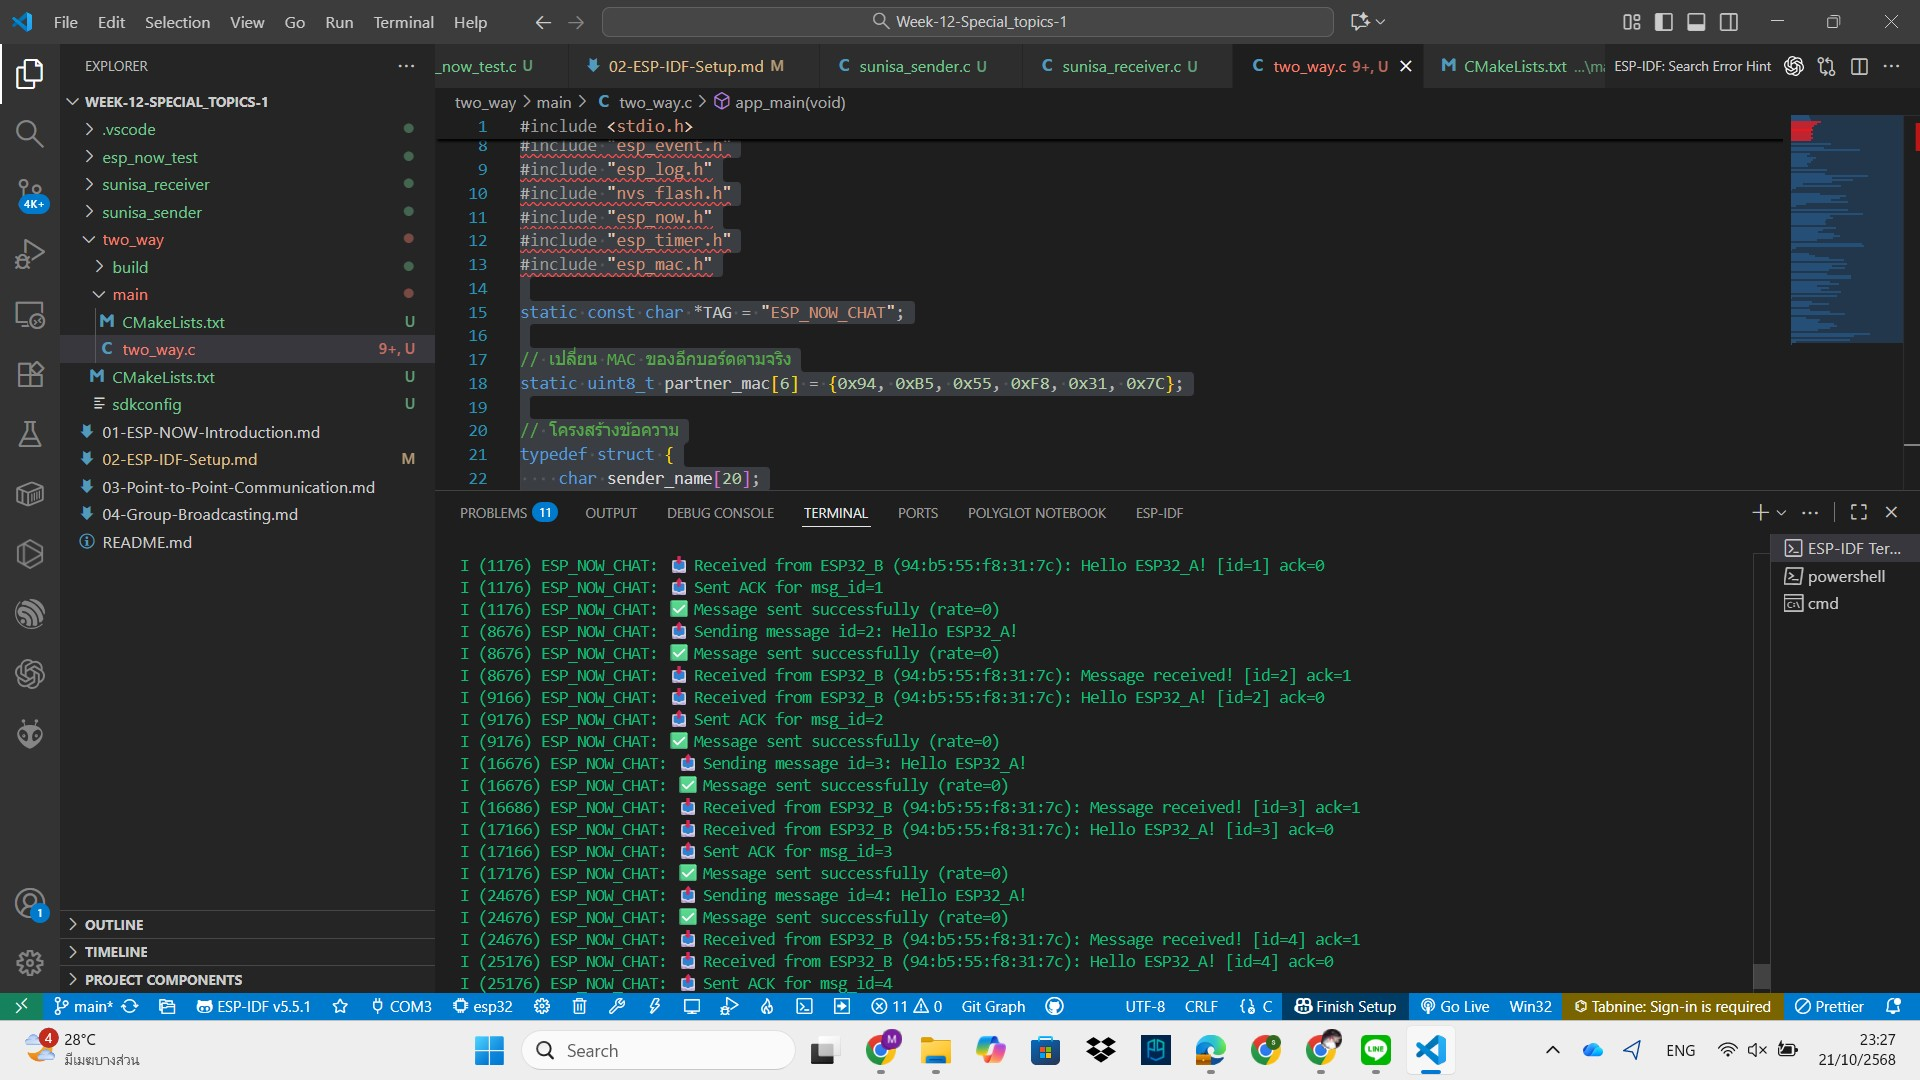 File Edit Selection View Go Run Terminal Help
Week-12-Special_topics-1
EXPLORER
WEEK-12-SPECIAL_TOPICS-1
.vscode
esp_now_test
sunisa_receiver
sunisa_sender
two_way
build
main
CMakeLists.txt U
two_way.c 9+, U
CMakeLists.txt U
sdkconfig U
01-ESP-NOW-Introduction.md
02-ESP-IDF-Setup.md M
03-Point-to-Point-Communication.md
04-Group-Broadcasting.md
README.md
OUTLINE
TIMELINE
PROJECT COMPONENTS
4K+
1
_now_test.c U 02-ESP-IDF-Setup.md M sunisa_sender.c U sunisa_receiver.c U two_way.c 9+, U CMakeLists.txt ...\ma ESP-IDF: Search Error Hint
two_way > main > C two_way.c > app_main(void)
1 #include <stdio.h>
8 #include "esp_event.h"
9 #include "esp_log.h"
10 #include "nvs_flash.h"
11 #include "esp_now.h"
12 #include "esp_timer.h"
13 #include "esp_mac.h"
14
15 static const char *TAG = "ESP_NOW_CHAT";
16
17 // เปลี่ยน MAC ของอีกบอร์ดตามจริง
18 static uint8_t partner_mac[6] = {0x94, 0xB5, 0x55, 0xF8, 0x31, 0x7C};
19
20 // โครงสร้างข้อความ
21 typedef struct {
22 char sender_name[20];
PROBLEMS 11 OUTPUT DEBUG CONSOLE TERMINAL PORTS POLYGLOT NOTEBOOK ESP-IDF
ESP-IDF Ter...
powershell
cmd
I (1176) ESP_NOW_CHAT: 📥 Received from ESP32_B (94:b5:55:f8:31:7c): Hello ESP32_A! [id=1] ack=0
I (1176) ESP_NOW_CHAT: 📤 Sent ACK for msg_id=1
I (1176) ESP_NOW_CHAT: ✅ Message sent successfully (rate=0)
I (8676) ESP_NOW_CHAT: 📤 Sending message id=2: Hello ESP32_A!
I (8676) ESP_NOW_CHAT: ✅ Message sent successfully (rate=0)
I (8676) ESP_NOW_CHAT: 📥 Received from ESP32_B (94:b5:55:f8:31:7c): Message received! [id=2] ack=1
I (9166) ESP_NOW_CHAT: 📥 Received from ESP32_B (94:b5:55:f8:31:7c): Hello ESP32_A! [id=2] ack=0
I (9176) ESP_NOW_CHAT: 📤 Sent ACK for msg_id=2
I (9176) ESP_NOW_CHAT: ✅ Message sent successfully (rate=0)
I (16676) ESP_NOW_CHAT: 📤 Sending message id=3: Hello ESP32_A!
I (16676) ESP_NOW_CHAT: ✅ Message sent successfully (rate=0)
I (16686) ESP_NOW_CHAT: 📥 Received from ESP32_B (94:b5:55:f8:31:7c): Message received! [id=3] ack=1
I (17166) ESP_NOW_CHAT: 📥 Received from ESP32_B (94:b5:55:f8:31:7c): Hello ESP32_A! [id=3] ack=0
I (17166) ESP_NOW_CHAT: 📤 Sent ACK for msg_id=3
I (17176) ESP_NOW_CHAT: ✅ Message sent successfully (rate=0)
I (24676) ESP_NOW_CHAT: 📤 Sending message id=4: Hello ESP32_A!
I (24676) ESP_NOW_CHAT: ✅ Message sent successfully (rate=0)
I (24676) ESP_NOW_CHAT: 📥 Received from ESP32_B (94:b5:55:f8:31:7c): Message received! [id=4] ack=1
I (25176) ESP_NOW_CHAT: 📥 Received from ESP32_B (94:b5:55:f8:31:7c): Hello ESP32_A! [id=4] ack=0
I (25176) ESP_NOW_CHAT: 📤 Sent ACK for msg_id=4
main* ESP-IDF v5.5.1 COM3 esp32 11 0 Git Graph UTF-8 CRLF {} C Finish Setup Go Live Win32 Tabnine: Sign-in is required Prettier
4 28°C
มีเมฆบางส่วน
Search
ENG
23:27
21/10/2568